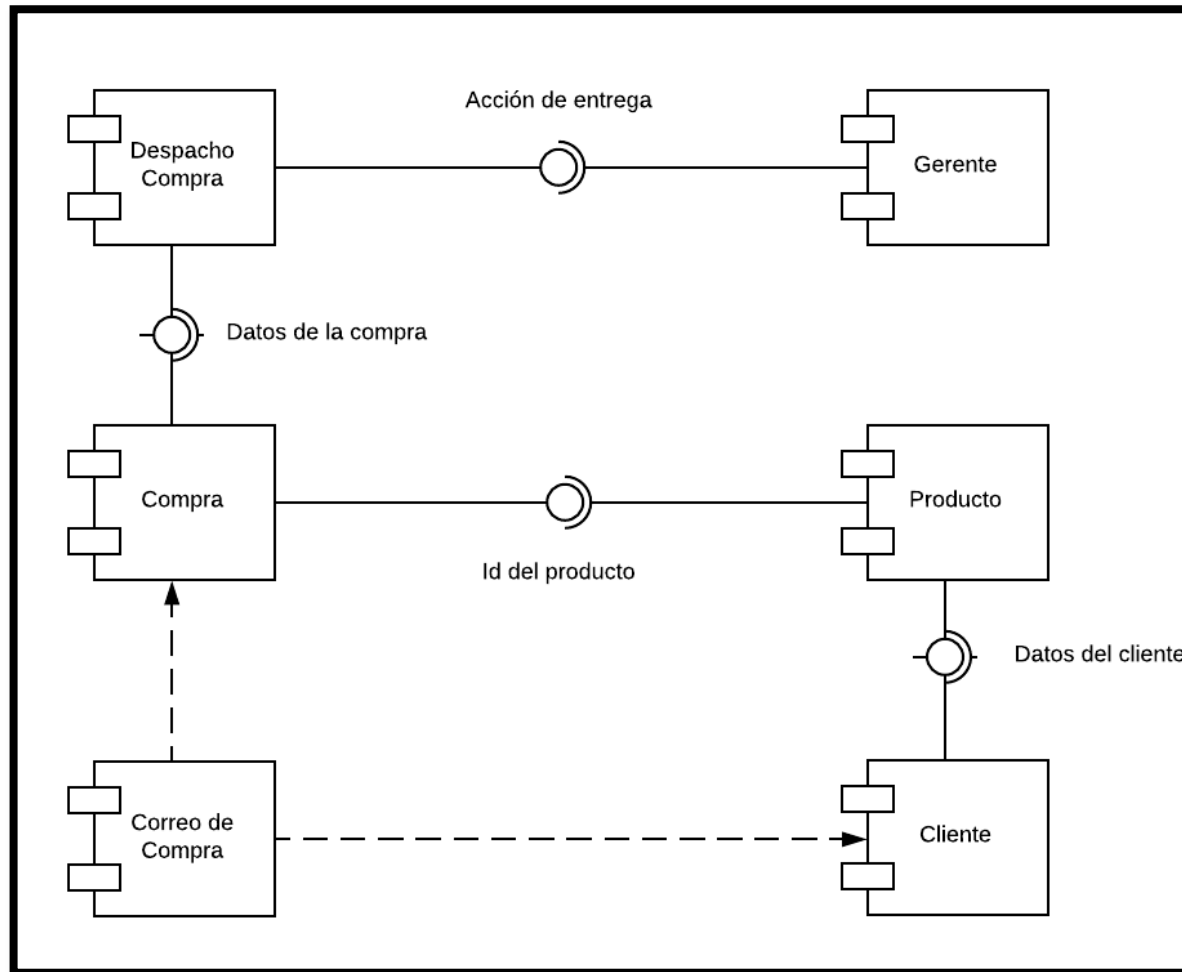 Acción de entrega
Despacho
Compra
Gerente
Datos de la compra
Compra
Producto
Id del producto
Datos del cliente
Correo de
Compra
Cliente